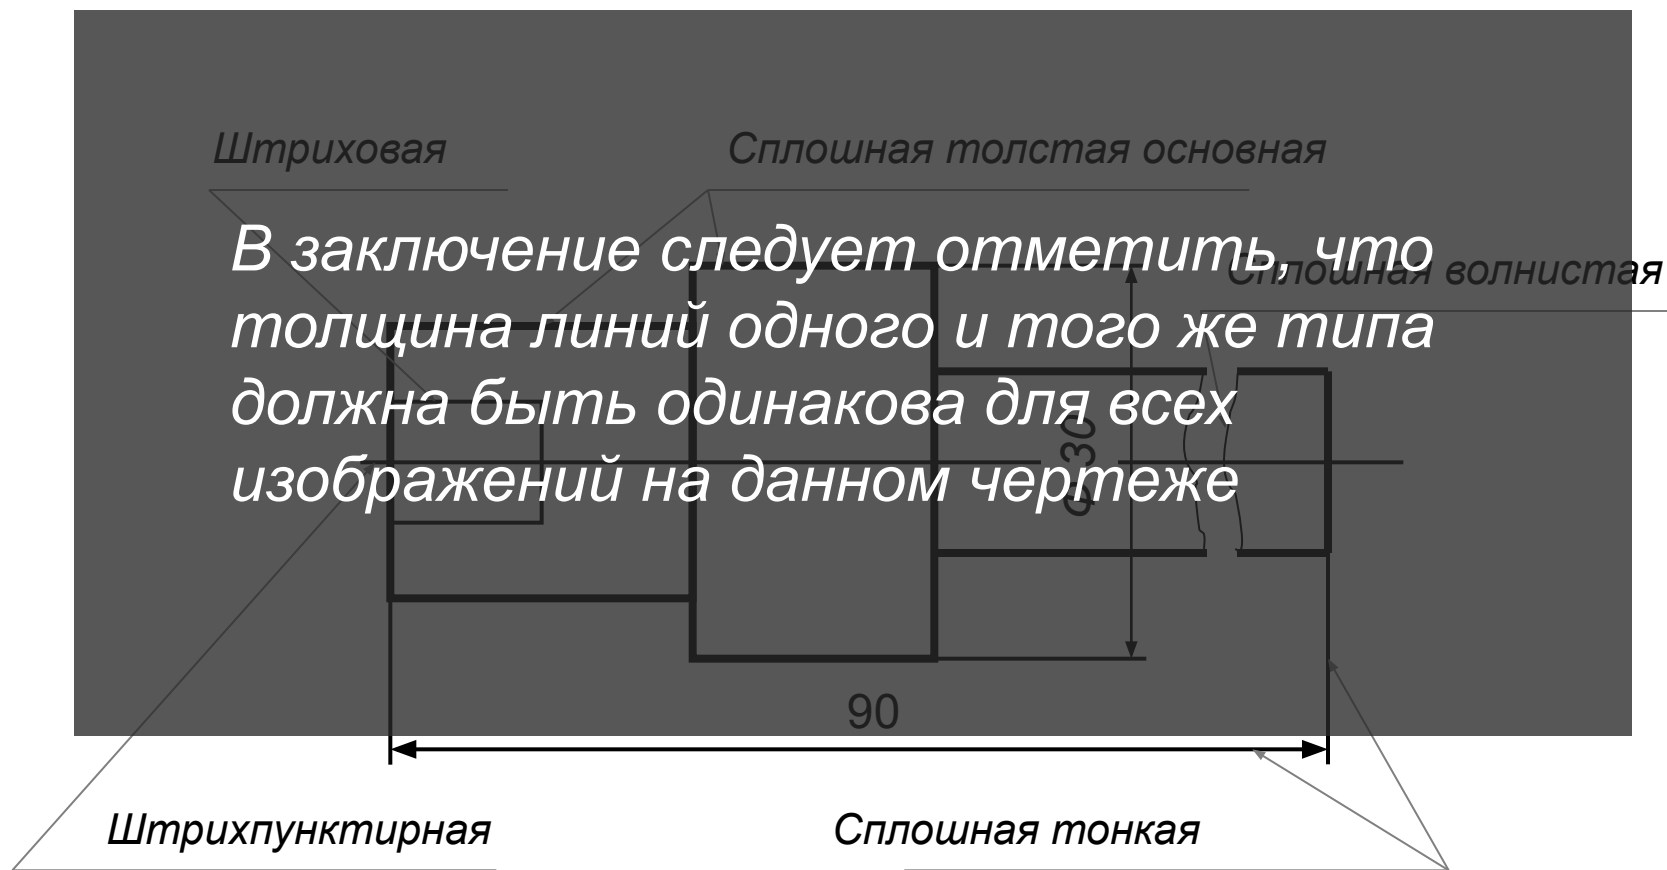 Штриховая
Сплошная толстая основная
В заключение следует отметить, что
толщина линий одного и того же типа
должна быть одинакова для всех
изображений на данном чертеже
Сплошная волнистая
Ф 30
90
Штрихпунктирная
Сплошная тонкая